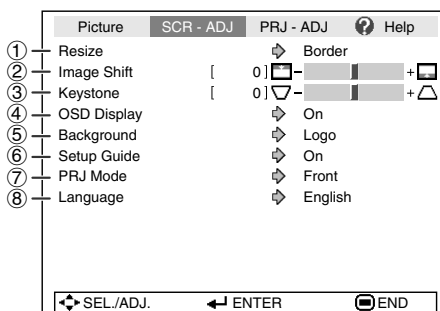 Picture SCR - ADJ PRJ - ADJ ? Help
① Resize Border
② Image Shift [ 0 ] − +
③ Keystone [ 0 ] − +
④ OSD Display On
⑤ Background Logo
⑥ Setup Guide On
⑦ PRJ Mode Front
⑧ Language English
SEL./ADJ. ENTER END